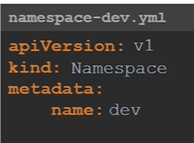 namespace-dev.yml
apiVersion: v1
kind: Namespace
metadata:
    name: dev